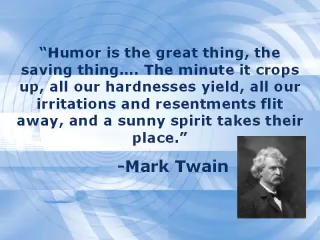 “Humor is the great thing, the
saving thing.... The minute it crops
up, all our hardnesses yield, all our
irritations and resentments flit
away, and a sunny spirit takes their
place.”
-Mark Twain